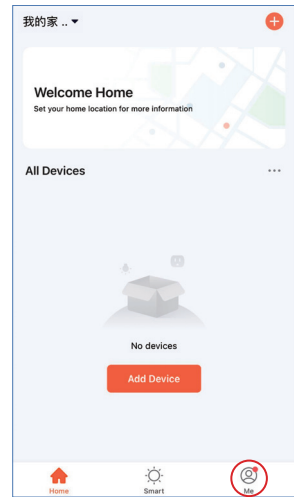 我的家 ..
Welcome Home
Set your home location for more information
All Devices
No devices
Add Device
Home
Smart
Me